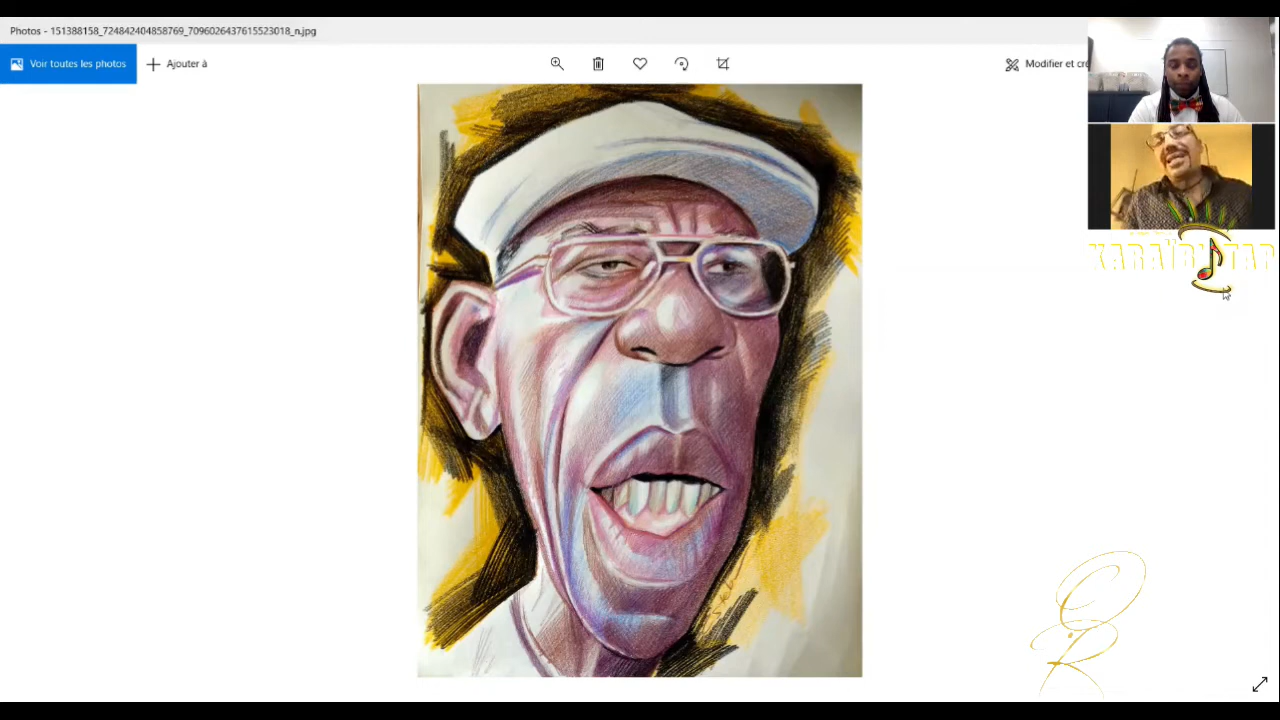 Photos - 151388158_724842404858769_7096026437615523018_n.jpg
Voir toutes les photos
Ajouter à
Modifier et cré